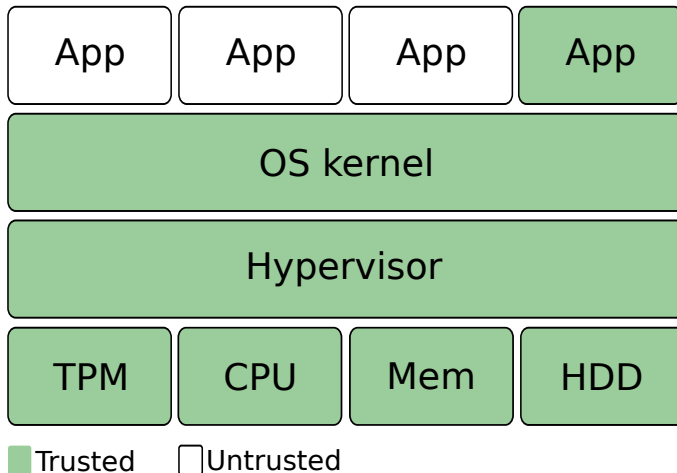 App App App App
OS kernel
Hypervisor
TPM CPU Mem HDD
Trusted Untrusted